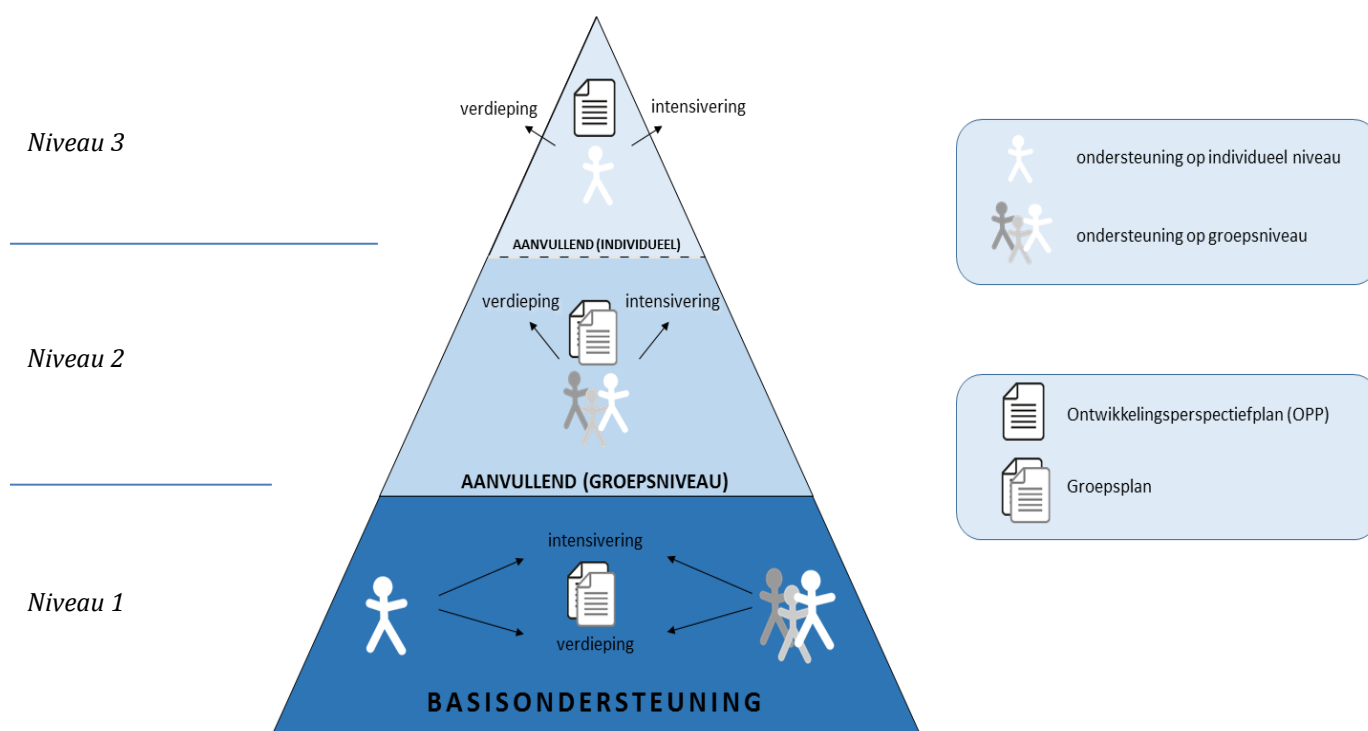 Niveau 3
verdieping
intensivering
AANVULLEND (INDIVIDUEEL)
Niveau 2
verdieping
intensivering
AANVULLEND (GROEPSNIVEAU)
Niveau 1
intensivering
verdieping
BASISONDERSTEUNING
ondersteuning op individueel niveau
ondersteuning op groepsniveau
Ontwikkelingsperspectiefplan (OPP)
Groepsplan